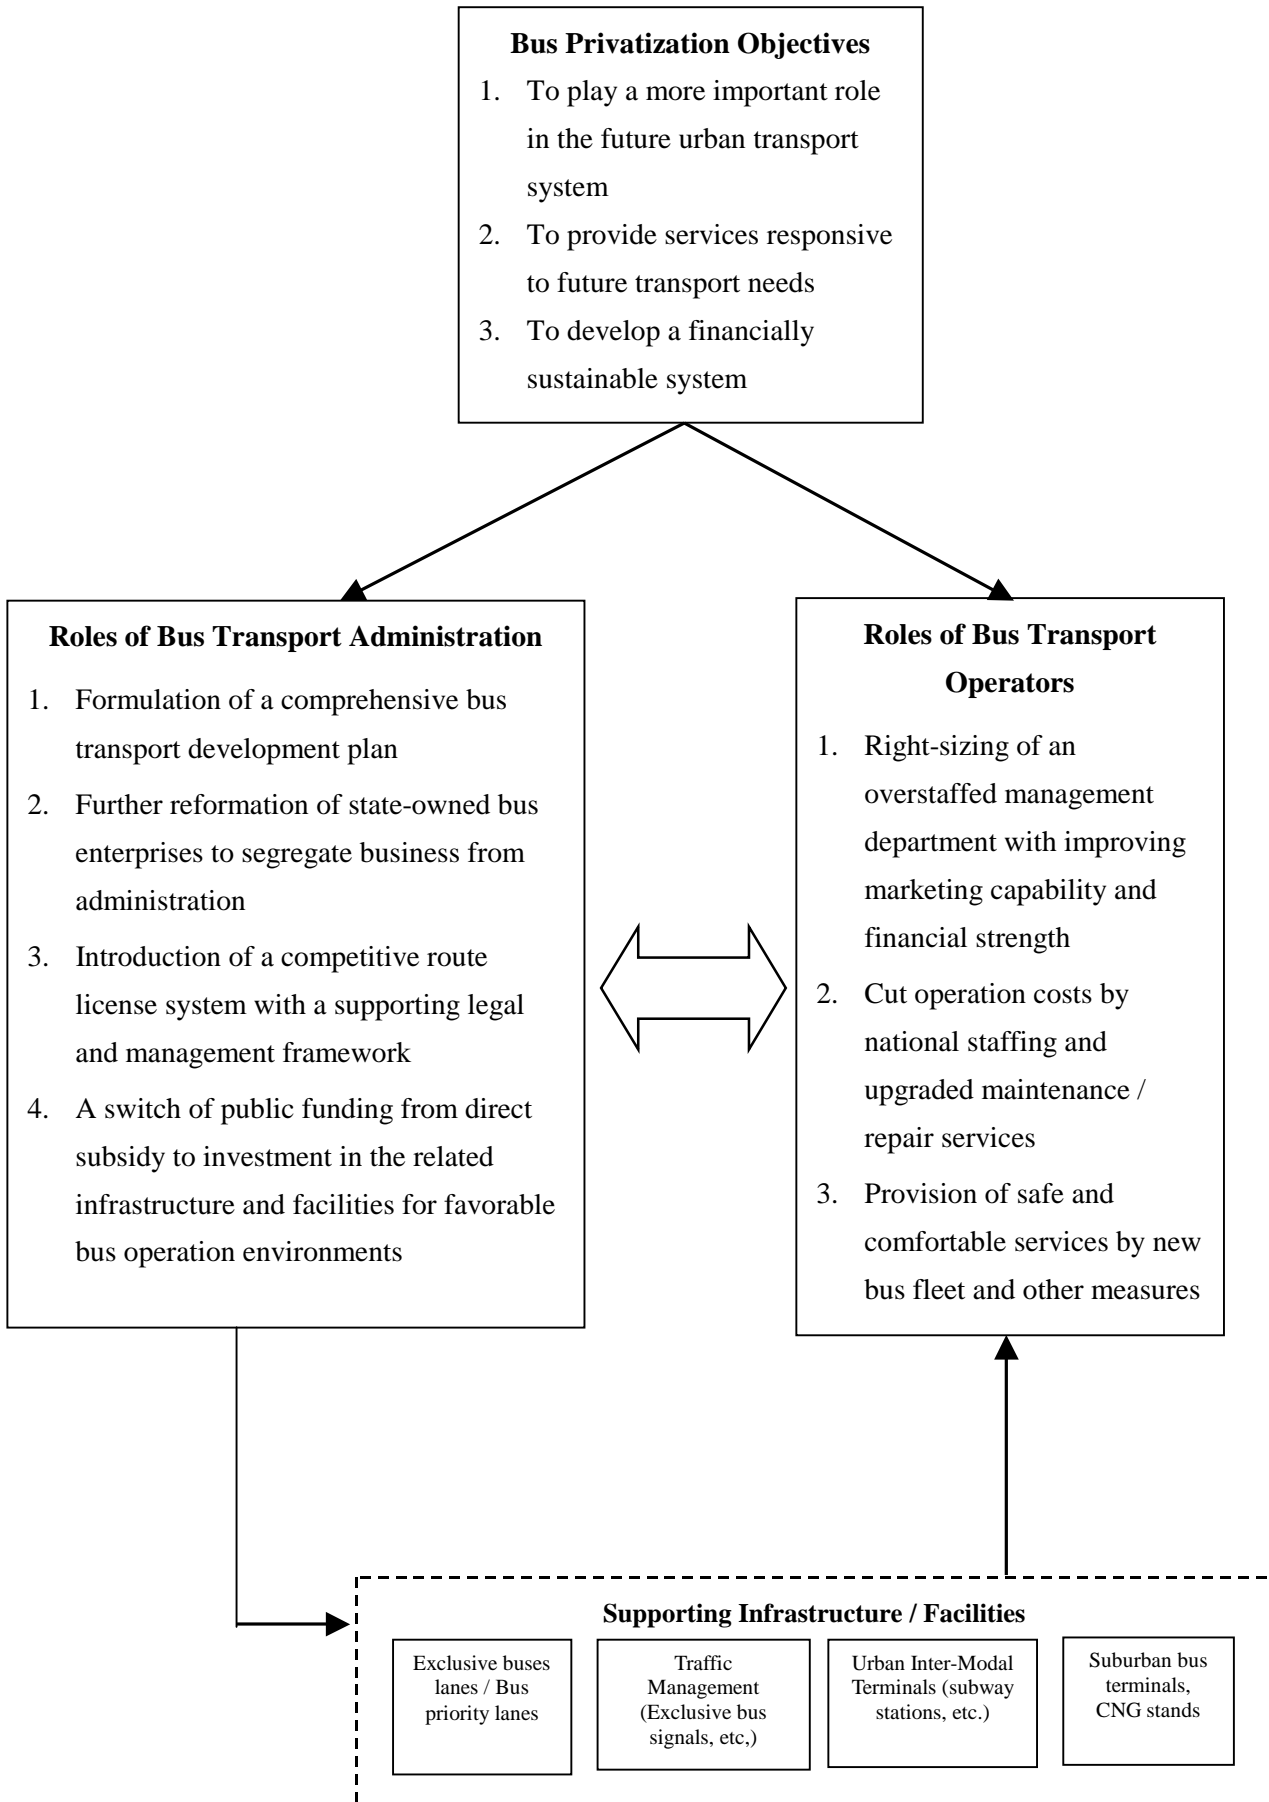 Bus Privatization Objectives
1. To play a more important role
in the future urban transport
system
2. To provide services responsive
to future transport needs
3. To develop a financially
sustainable system
Roles of Bus Transport Administration
1. Formulation of a comprehensive bus
transport development plan
2. Further reformation of state-owned bus
enterprises to segregate business from
administration
3. Introduction of a competitive route
license system with a supporting legal
and management framework
4. A switch of public funding from direct
subsidy to investment in the related
infrastructure and facilities for favorable
bus operation environments
Roles of Bus Transport
Operators
1. Right-sizing of an
overstaffed management
department with improving
marketing capability and
financial strength
2. Cut operation costs by
national staffing and
upgraded maintenance /
repair services
3. Provision of safe and
comfortable services by new
bus fleet and other measures
Supporting Infrastructure / Facilities
Exclusive buses
lanes / Bus
priority lanes
Traffic
Management
(Exclusive bus
signals, etc,)
Urban Inter-Modal
Terminals (subway
stations, etc.)
Suburban bus
terminals,
CNG stands